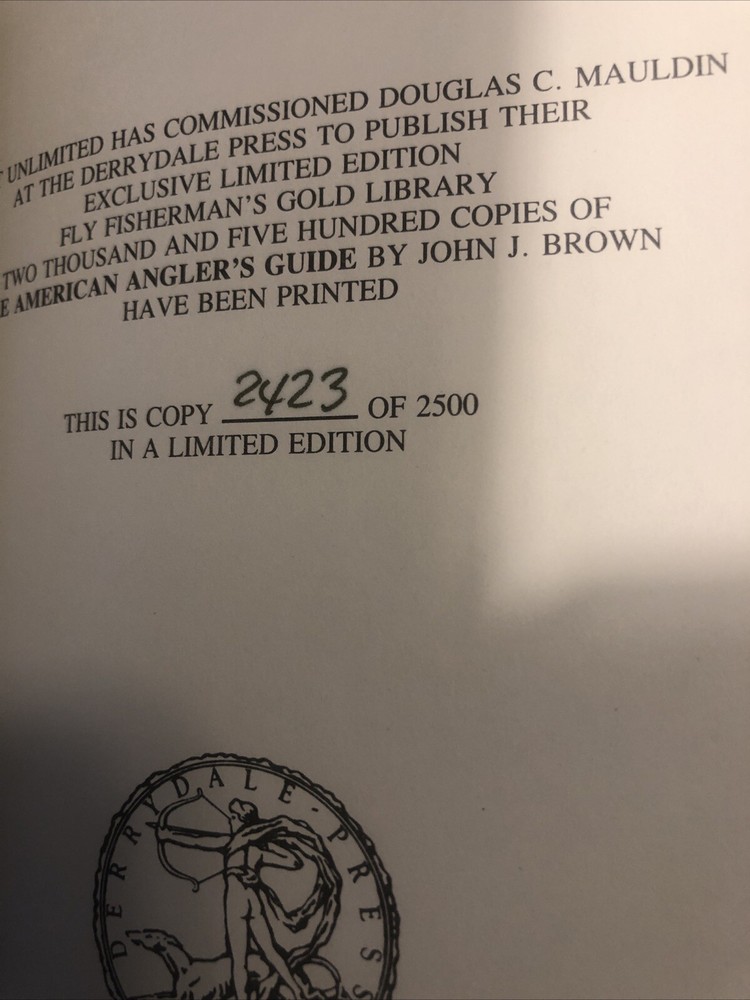 UNLIMITED HAS COMMISSIONED DOUGLAS C. MAULDIN
AT THE DERRYDALE PRESS TO PUBLISH THEIR
EXCLUSIVE LIMITED EDITION
FLY FISHERMAN'S GOLD LIBRARY
TWO THOUSAND AND FIVE HUNDRED COPIES OF
E AMERICAN ANGLER'S GUIDE BY JOHN J. BROWN
HAVE BEEN PRINTED
THIS IS COPY 2423 OF 2500
IN A LIMITED EDITION
DERRYDALE - PRESS